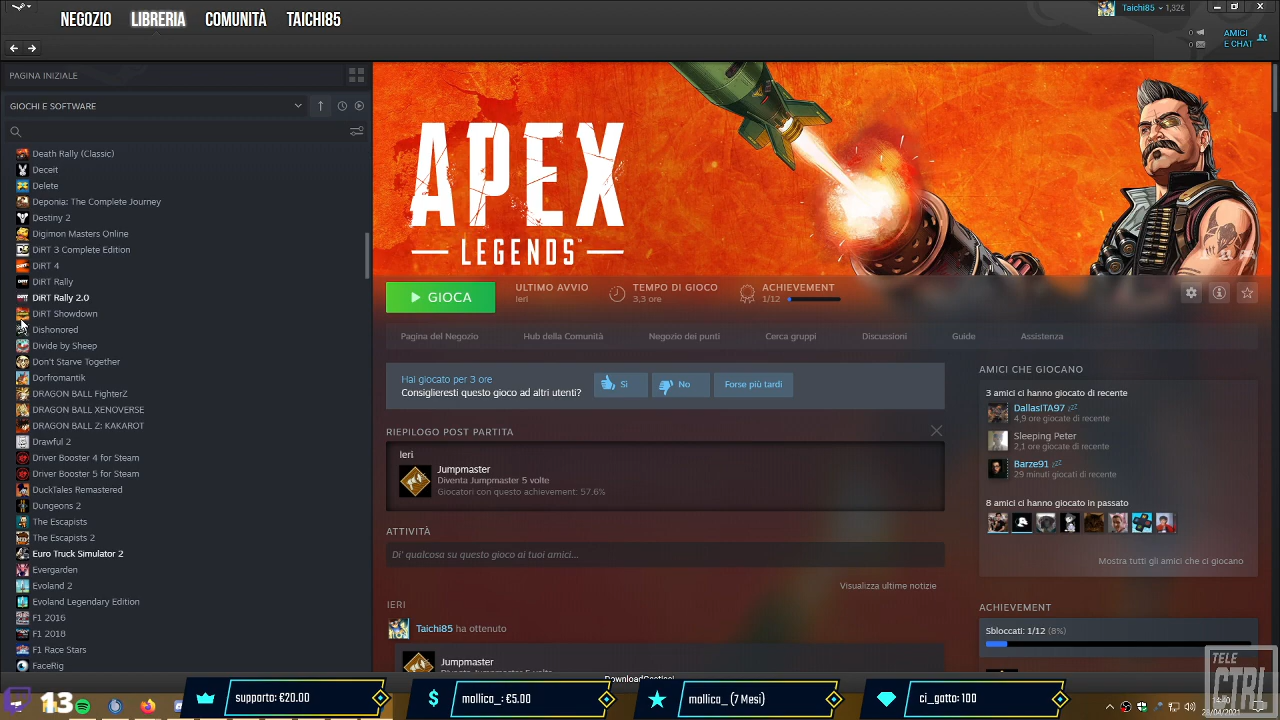 NEGOZIO LIBRERIA COMUNITÀ TAICHI85
Taichi85 1,32€
0
0
AMICI
E CHAT
PAGINA INIZIALE
GIOCHI E SOFTWARE
Death Rally (Classic)
Deceit
Delete
Deponia: The Complete Journey
Destiny 2
Digimon Masters Online
DiRT 3 Complete Edition
DiRT 4
DiRT Rally
DiRT Rally 2.0
DiRT Showdown
Dishonored
Divide by Sheep
Don't Starve Together
Dorfromantik
DRAGON BALL FighterZ
DRAGON BALL XENOVERSE
DRAGON BALL Z: KAKAROT
Drawful 2
Driver Booster 4 for Steam
Driver Booster 7 for Steam
DuckTales Remastered
Dungeons 2
The Escapists
The Escapists 2
Euro Truck Simulator 2
Evergarden
Evoland 2
Evoland Legendary Edition
F1 2016
F1 2018
F1 Race Stars
FaceRig
APEX
LEGENDS™
GIOCA
ULTIMO AVVIO
Ieri
TEMPO DI GIOCO
3,3 ore
ACHIEVEMENT
1/12
Pagina del Negozio Hub della Comunità Negozio dei punti Cerca gruppi Discussioni Guide Assistenza
Hai giocato per 3 ore
Consiglieresti questo gioco ad altri utenti?
Sì No Forse più tardi
RIEPILOGO POST PARTITA
Ieri
Jumpmaster
Diventa Jumpmaster 5 volte
Giocatori con questo achievement: 57.6%
ATTIVITÀ
Di' qualcosa su questo gioco ai tuoi amici...
Visualizza ultime notizie
IERI
Taichi85 ha ottenuto
Jumpmaster
AMICI CHE GIOCANO
3 amici ci hanno giocato di recente
DallasITA97
4,9 ore giocate di recente
Sleeping Peter
2,1 ore giocate di recente
Barze91
29 minuti giocati di recente
8 amici ci hanno giocato in passato
Mostra tutti gli amici che ci giocano
ACHIEVEMENT
Sbloccati: 1/12 (8%)
13
supporto: €20.00
mollica_: €5.00
mollica_ (7 Mesi)
ci_gatto: 100
TELE
CTRL